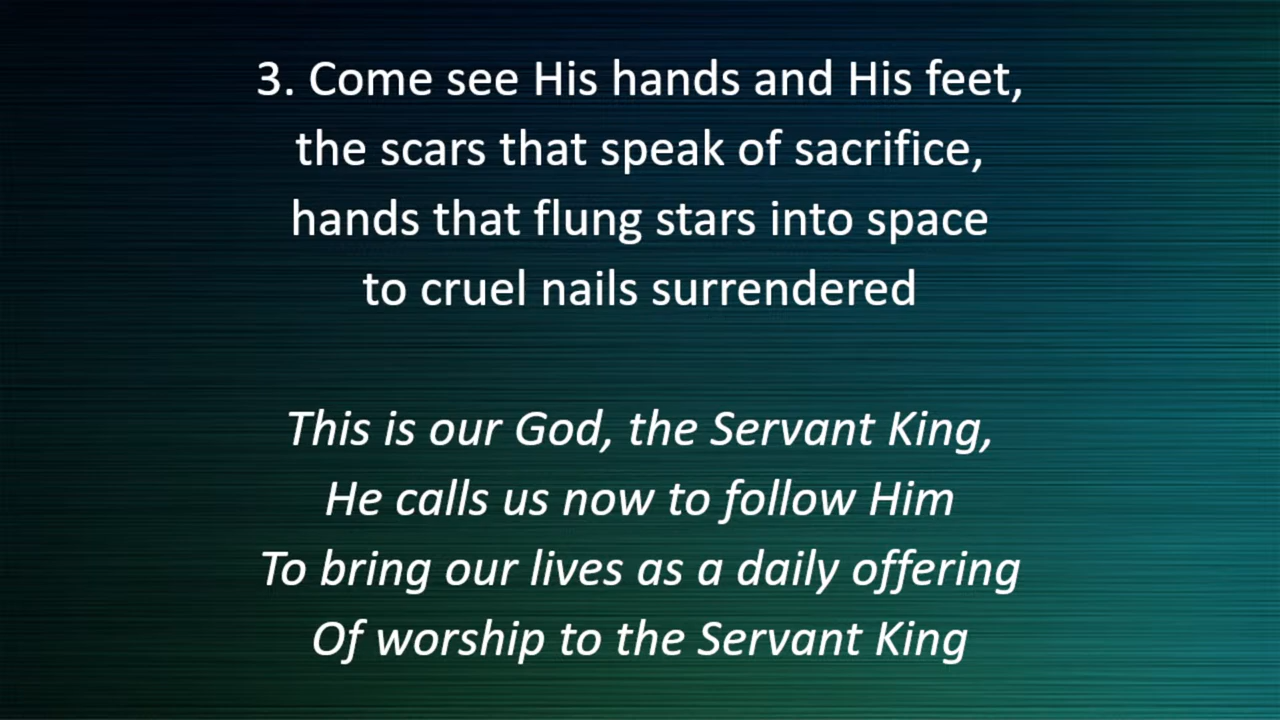 3. Come see His hands and His feet,
the scars that speak of sacrifice,
hands that flung stars into space
to cruel nails surrendered
This is our God, the Servant King,
He calls us now to follow Him
To bring our lives as a daily offering
Of worship to the Servant King